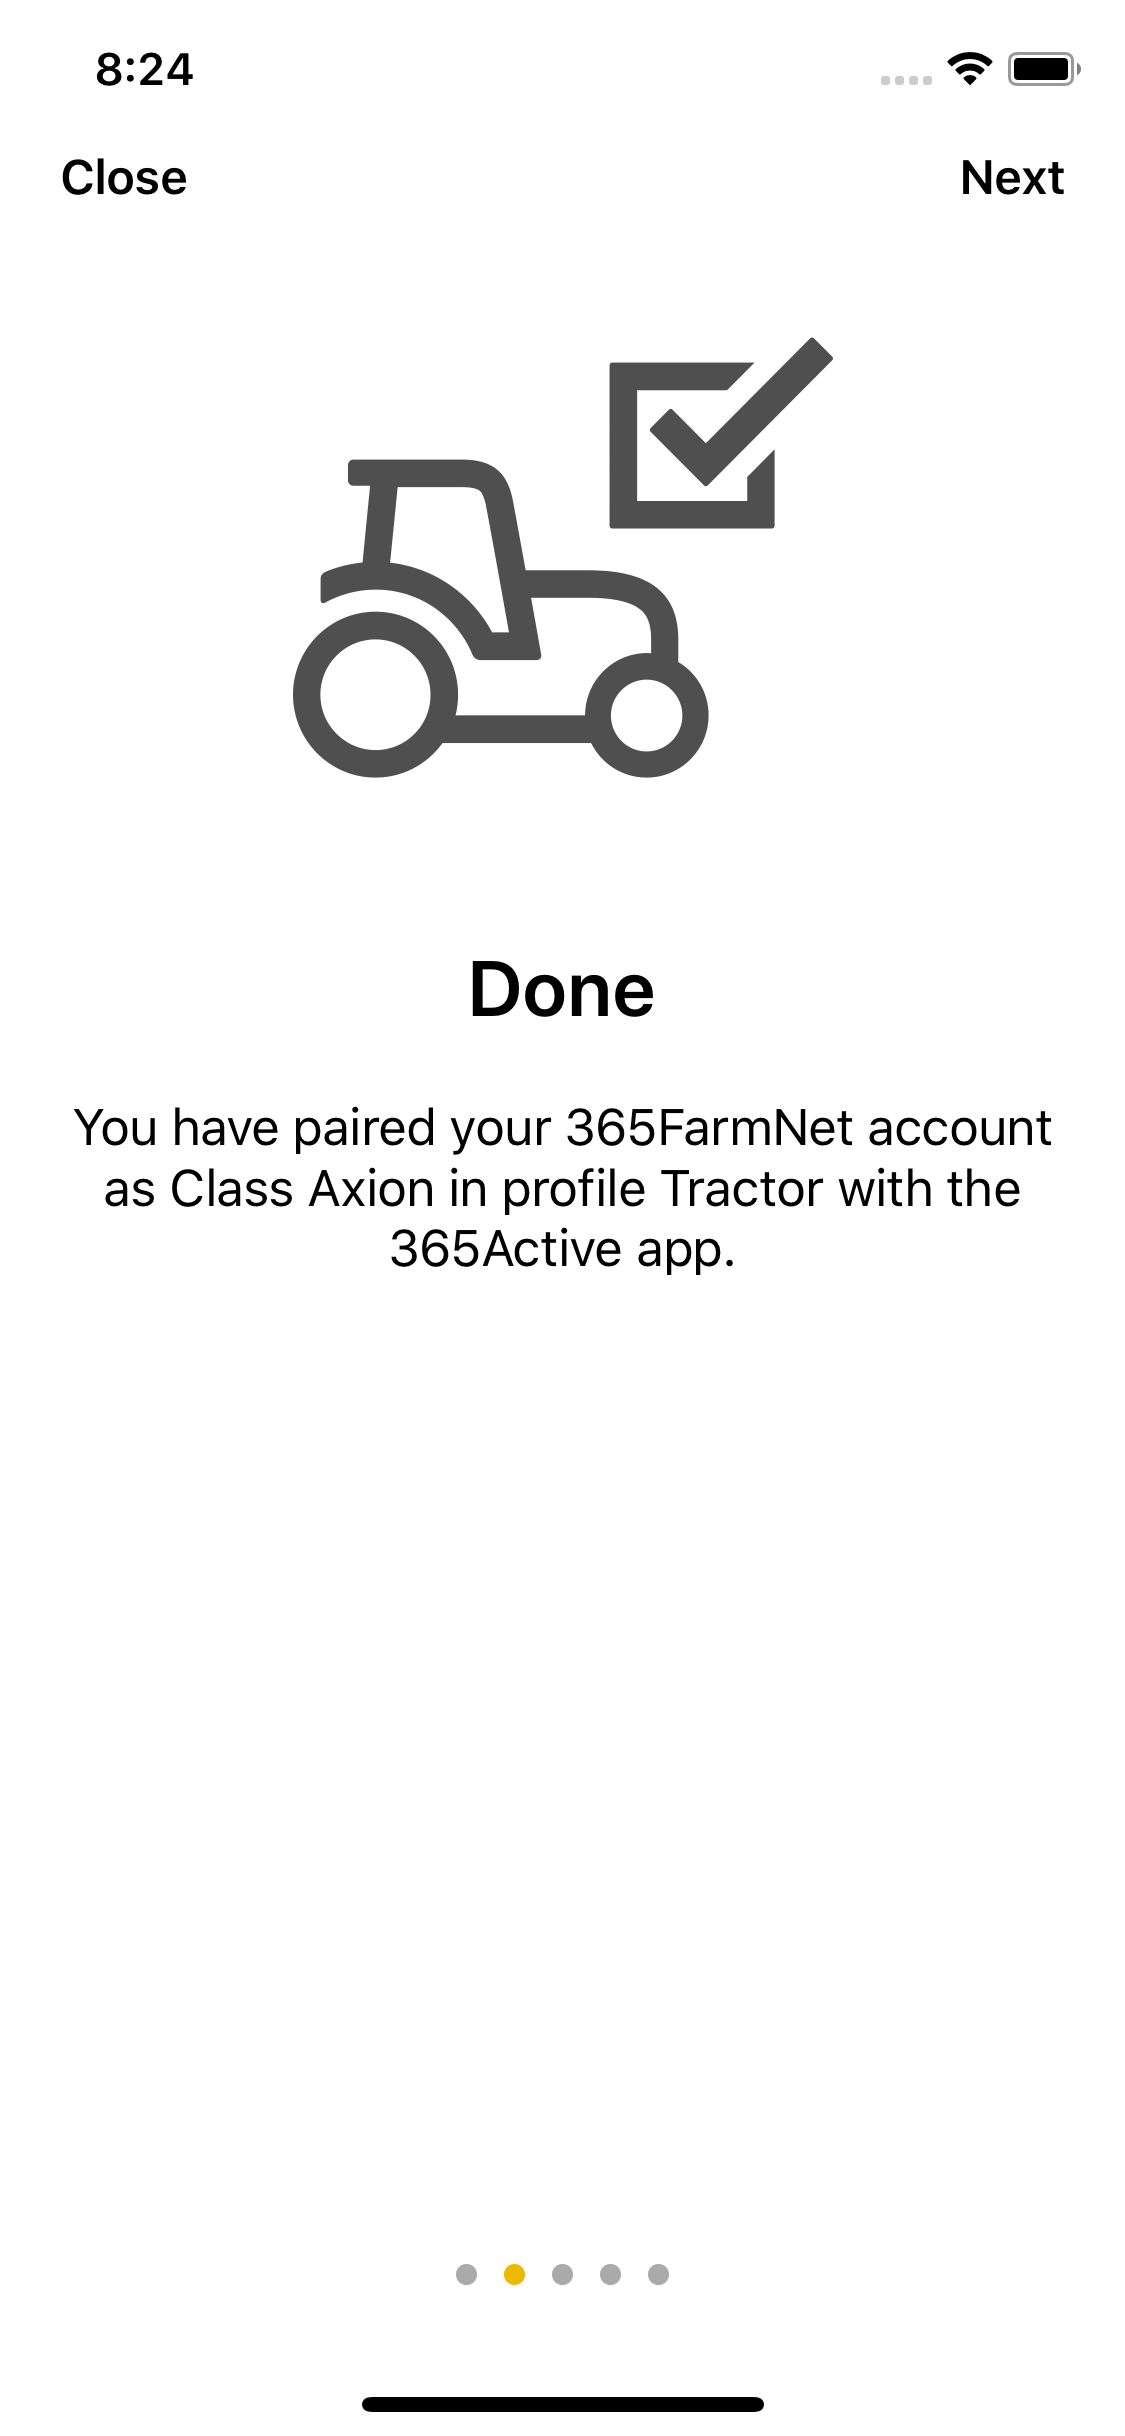 8:24
Close
Next
Done
You have paired your 365FarmNet account
as Class Axion in profile Tractor with the
365Active app.